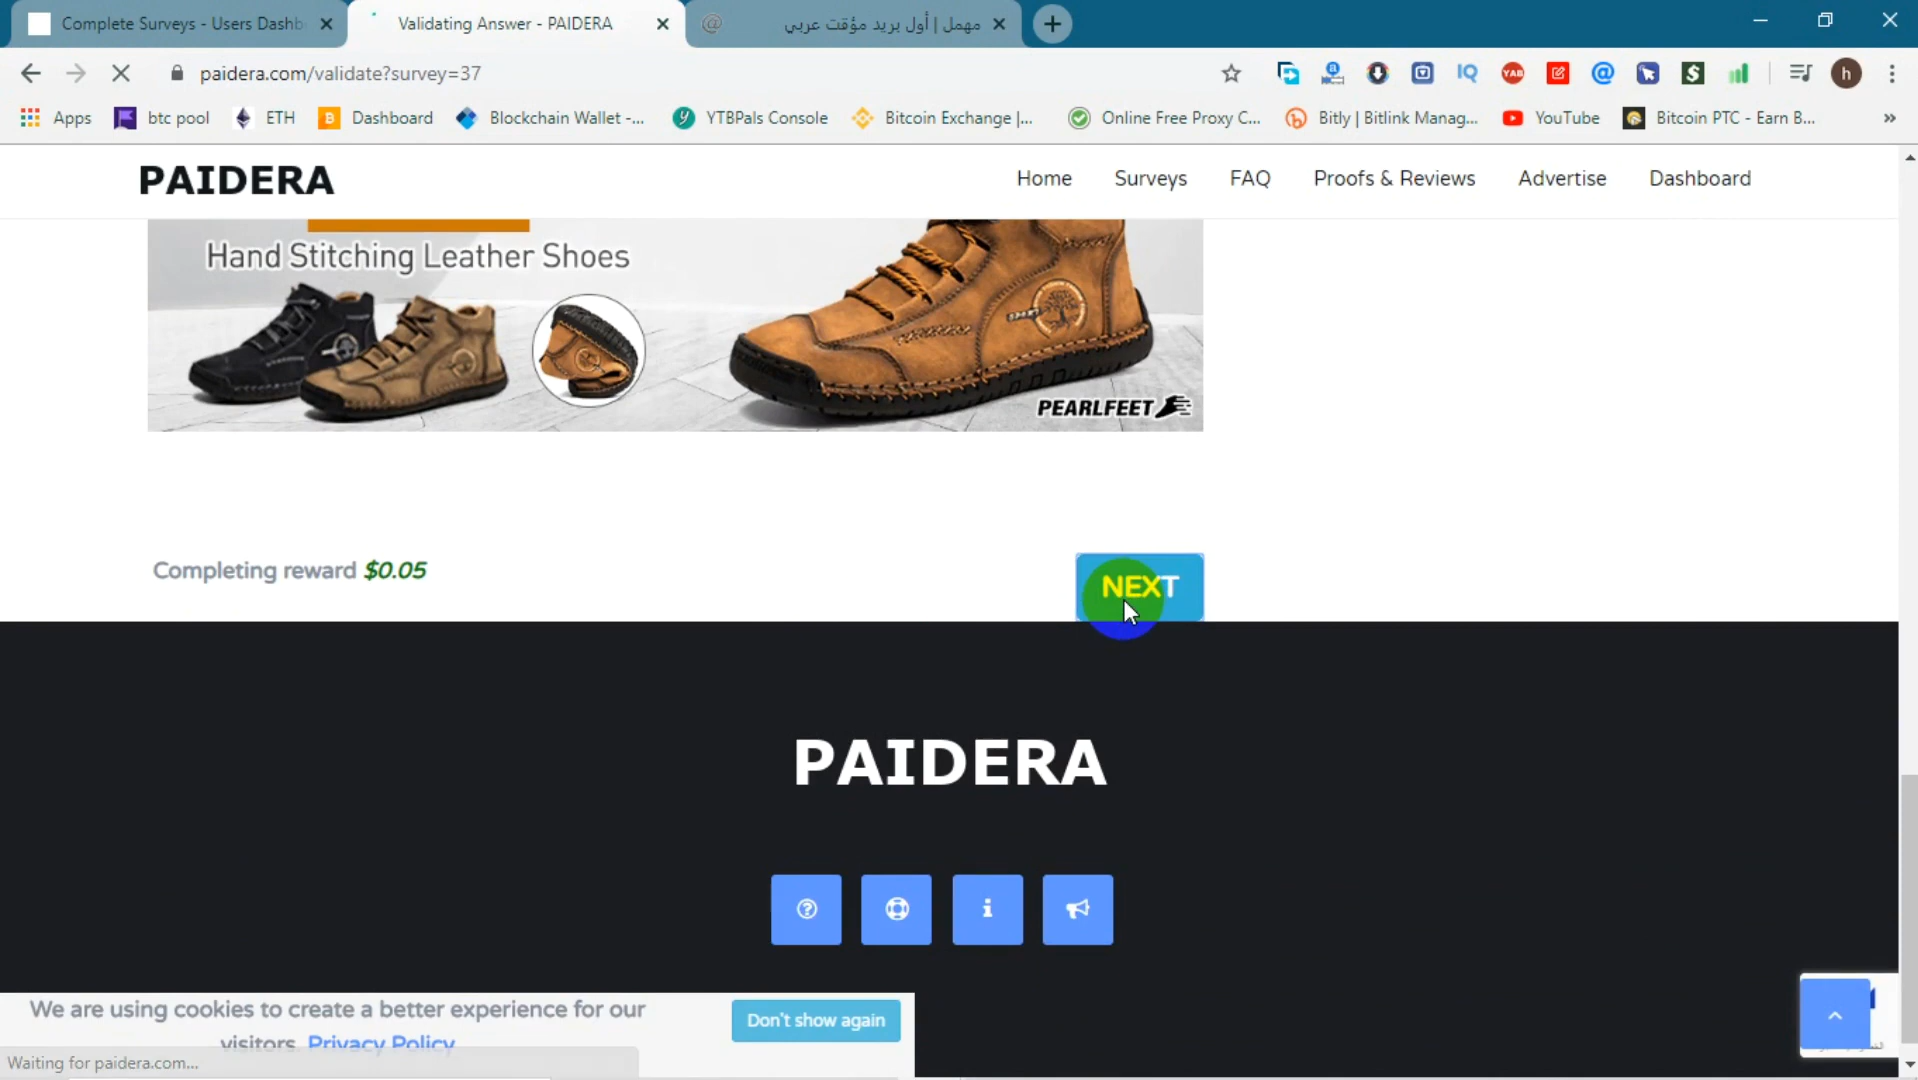 Complete Surveys - Users Dashb
Validating Answer - PAIDERA
مهمل | أول بريد مؤقت عربي
paidera.com/validate?survey=37
Apps
btc pool
ETH
Dashboard
Blockchain Wallet -...
YTBPals Console
Bitcoin Exchange |...
Online Free Proxy C...
Bitly | Bitlink Manag...
YouTube
Bitcoin PTC - Earn B...
PAIDERA
Home
Surveys
FAQ
Proofs & Reviews
Advertise
Dashboard
Hand Stitching Leather Shoes
PEARLFEET
Completing reward $0.05
NEXT
PAIDERA
We are using cookies to create a better experience for our
visitors. Privacy Policy
Don't show again
Waiting for paidera.com...